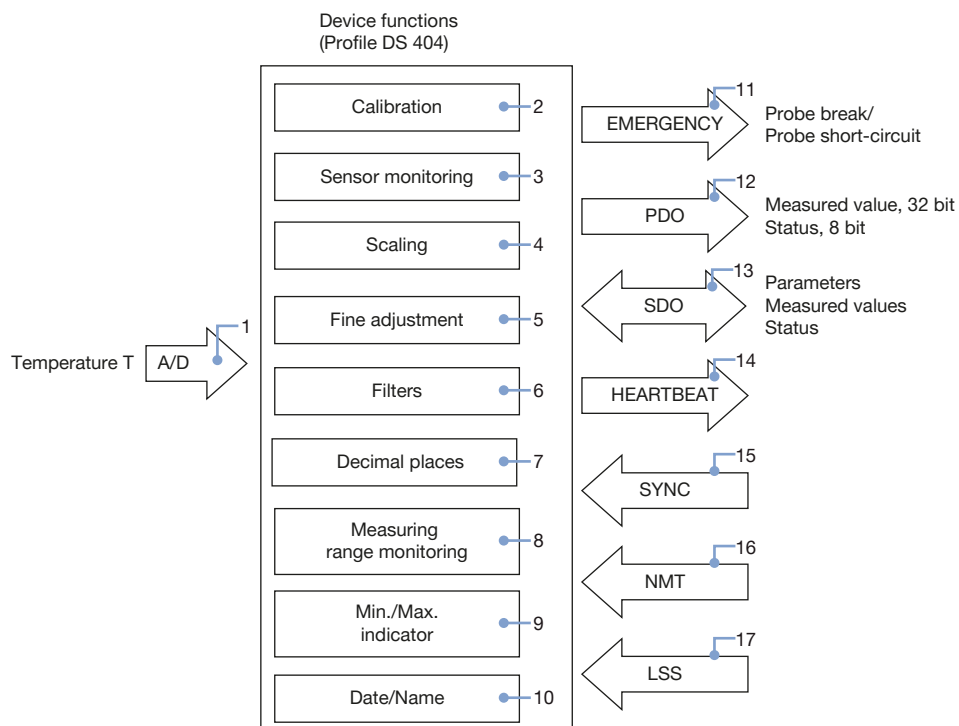 Device functions
(Profile DS 404)
Calibration
2
Sensor monitoring
3
Scaling
4
Fine adjustment
5
Filters
6
Decimal places
7
Measuring
range monitoring
8
Min./Max.
indicator
9
Date/Name
10
Temperature T
A/D
1
EMERGENCY
11
Probe break/
Probe short-circuit
PDO
12
Measured value, 32 bit
Status, 8 bit
SDO
13
Parameters
Measured values
Status
HEARTBEAT
14
SYNC
15
NMT
16
LSS
17